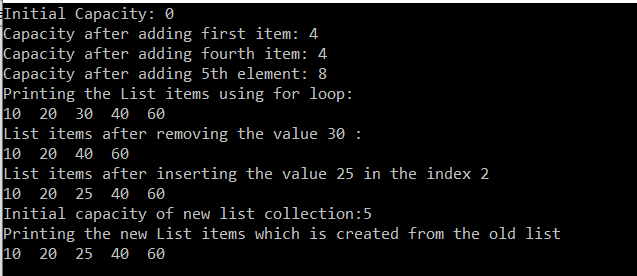 Initial Capacity: 0
Capacity after adding first item: 4
Capacity after adding fourth item: 4
Capacity after adding 5th element: 8
Printing the List items using for loop:
10  20  30  40  60
List items after removing the value 30 :
10  20  40  60
List items after inserting the value 25 in the index 2
10  20  25  40  60
Initial capacity of new list collection:5
Printing the new List items which is created from the old list
10  20  25  40  60